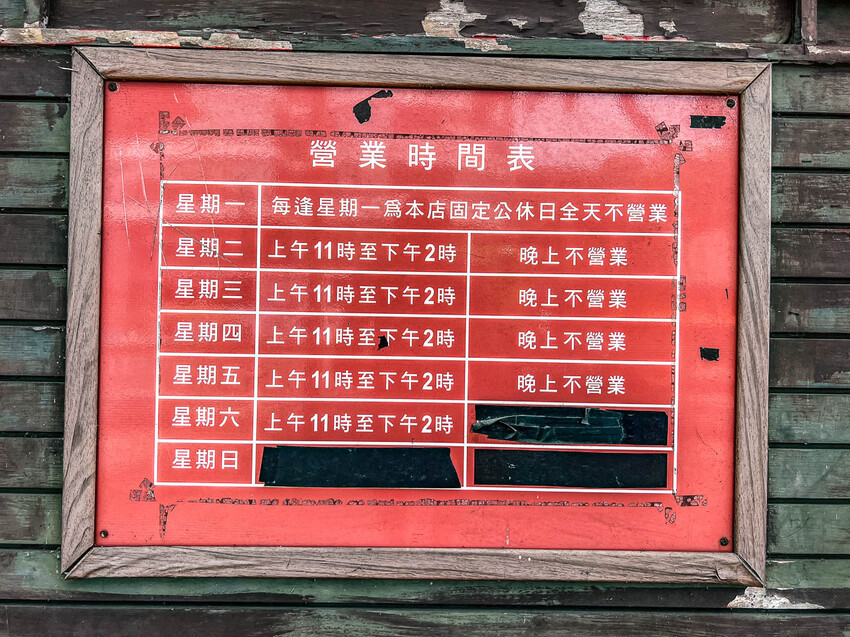 營業時間表
星期一 每逢星期一為本店固定公休日全天不營業
星期二 上午11時至下午2時 晚上不營業
星期三 上午11時至下午2時 晚上不營業
星期四 上午11時至下午2時 晚上不營業
星期五 上午11時至下午2時 晚上不營業
星期六 上午11時至下午2時
星期日